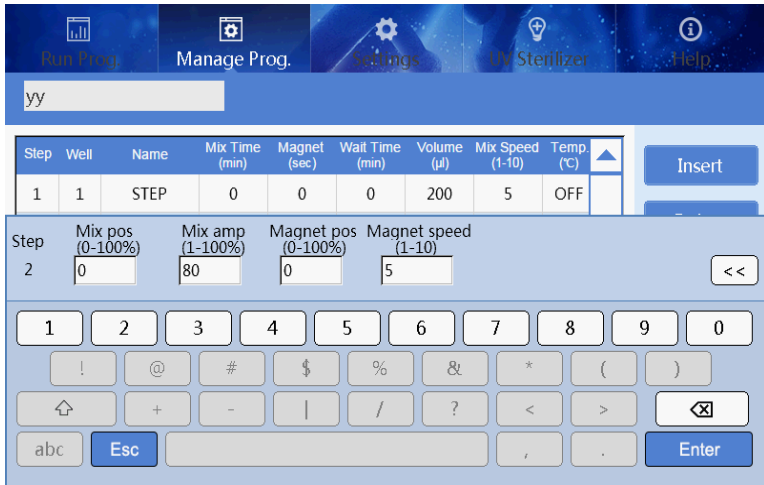 Run Prog. Manage Prog. Settings UV Sterilizer Help
yy
Step Well Name Mix Time (min) Magnet (sec) Wait Time (min) Volume (μl) Mix Speed (1-10) Temp. (℃)
Insert
1 1 STEP 0 0 0 200 5 OFF
Step Mix pos (0-100%) Mix amp (1-100%) Magnet pos (0-100%) Magnet speed (1-10)
2 0 80 0 5 <<
1 2 3 4 5 6 7 8 9 0
! @ # $ % & * ( )
+ - | / ? < >
abc Esc , . Enter